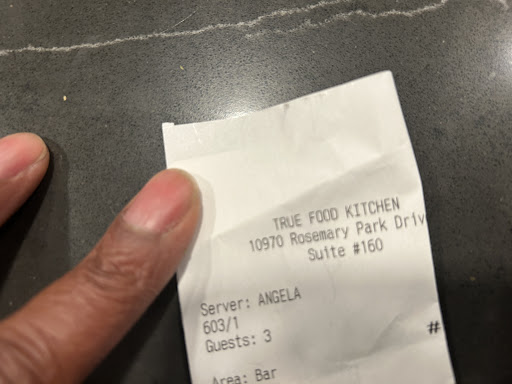 TRUE FOOD KITCHEN
10970 Rosemary Park Driv
Suite #160
Server: ANGELA
603/1
Guests: 3
#
Area: Bar